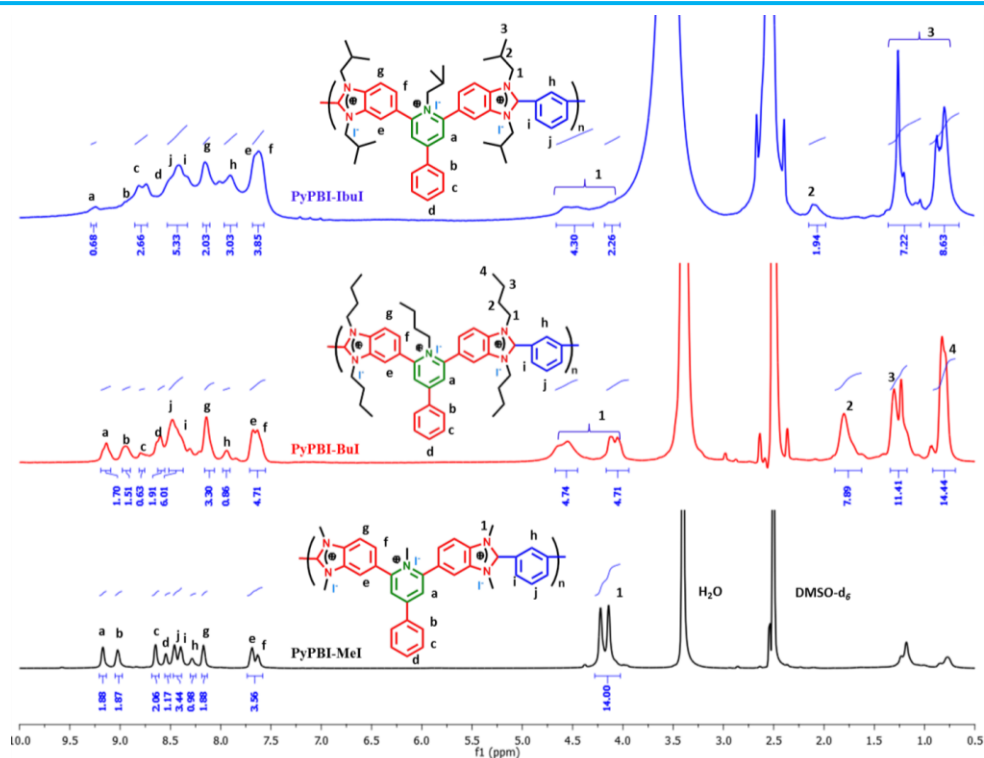 3
2
1
N
N
g
f
e
N
I-
a
b
c
d
N
N
h
i
j
n
I-
I-
PyPBI-IbuI
a
b
c
d
j
i
g
h
e
f
1
2
3
0.68
2.66
5.33
2.03
3.03
3.85
4.30
2.26
1.94
7.22
8.63
4
3
2
1
N
N
g
f
e
N
I-
a
b
c
d
N
N
h
i
j
n
I-
I-
PyPBI-BuI
a
b
c
d
j
i
g
h
e
f
1
2
3
4
1.70
1.51
0.63
1.91
6.01
3.30
0.86
4.71
4.74
4.71
7.89
11.41
14.44
1
N
N
g
f
e
N
I-
a
b
c
d
N
N
h
i
j
n
I-
I-
PyPBI-MeI
a
b
c
d
j
i
h
g
e
f
1
H2O
DMSO-d6
1.88
1.87
2.06
1.17
3.44
0.98
1.88
3.56
14.00
10.0 9.5 9.0 8.5 8.0 7.5 7.0 6.5 6.0 5.5 5.0 4.5 4.0 3.5 3.0 2.5 2.0 1.5 1.0 0.5
f1 (ppm)